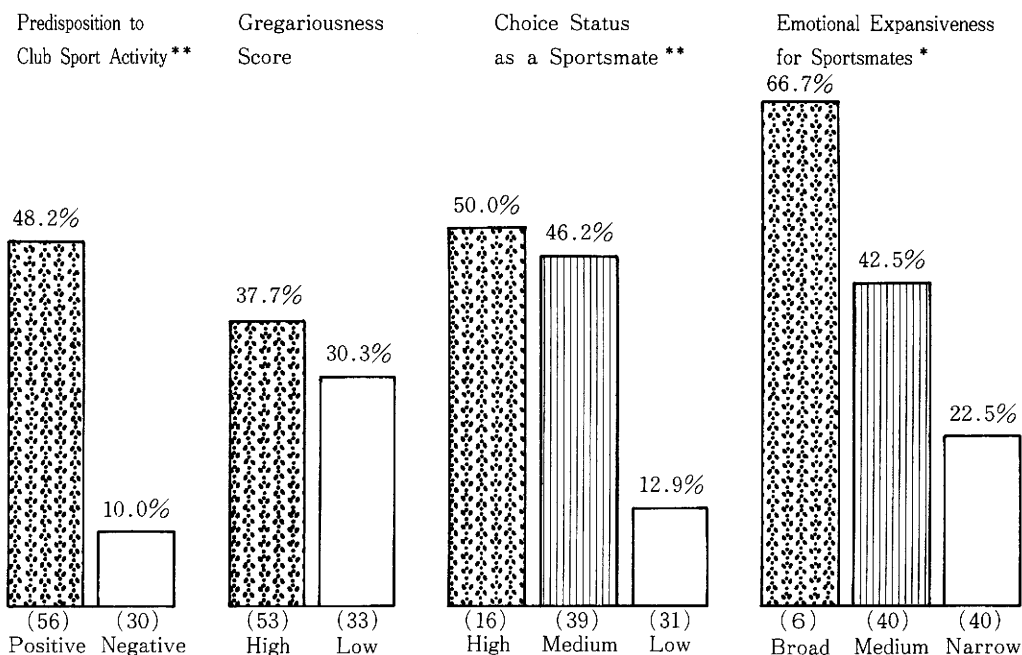 Predisposition to
Club Sport Activity**
Gregariousness
Score
Choice Status
as a Sportsmate**
Emotional Expansiveness
for Sportsmates*
48.2%
10.0%
(56)
(30)
Positive
Negative
37.7%
30.3%
(53)
(33)
High
Low
50.0%
46.2%
12.9%
(16)
(39)
(31)
High
Medium
Low
66.7%
42.5%
22.5%
(6)
(40)
(40)
Broad
Medium
Narrow